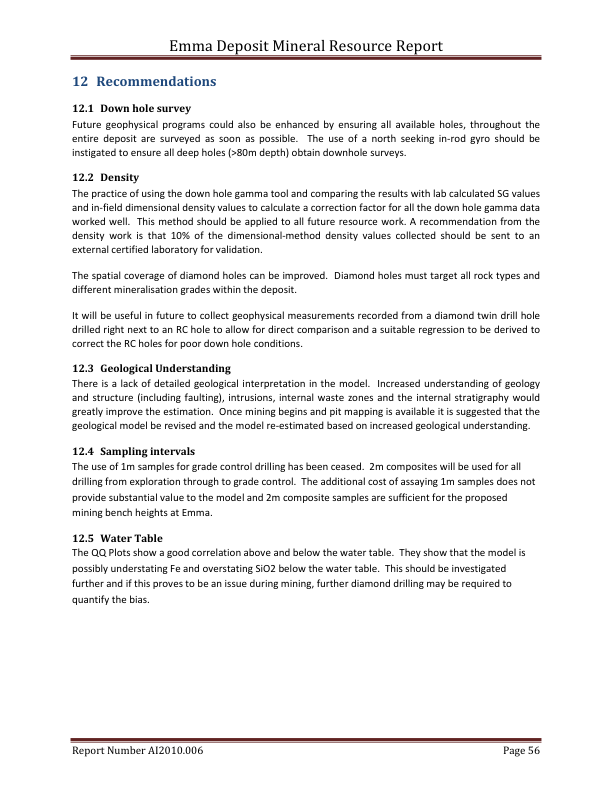 Emma Deposit Mineral Resource Report
12 Recommendations
12.1 Down hole survey
Future geophysical programs could also be enhanced by ensuring all available holes, throughout the
entire deposit are surveyed as soon as possible. The use of a north seeking in-rod gyro should be
instigated to ensure all deep holes (>80m depth) obtain downhole surveys.
12.2 Density
The practice of using the down hole gamma tool and comparing the results with lab calculated SG values
and in-field dimensional density values to calculate a correction factor for all the down hole gamma data
worked well. This method should be applied to all future resource work. A recommendation from the
density work is that 10% of the dimensional-method density values collected should be sent to an
external certified laboratory for validation.
The spatial coverage of diamond holes can be improved. Diamond holes must target all rock types and
different mineralisation grades within the deposit.
It will be useful in future to collect geophysical measurements recorded from a diamond twin drill hole
drilled right next to an RC hole to allow for direct comparison and a suitable regression to be derived to
correct the RC holes for poor down hole conditions.
12.3 Geological Understanding
There is a lack of detailed geological interpretation in the model. Increased understanding of geology
and structure (including faulting), intrusions, internal waste zones and the internal stratigraphy would
greatly improve the estimation. Once mining begins and pit mapping is available it is suggested that the
geological model be revised and the model re-estimated based on increased geological understanding.
12.4 Sampling intervals
The use of 1m samples for grade control drilling has been ceased. 2m composites will be used for all
drilling from exploration through to grade control. The additional cost of assaying 1m samples does not
provide substantial value to the model and 2m composite samples are sufficient for the proposed
mining bench heights at Emma.
12.5 Water Table
The QQ Plots show a good correlation above and below the water table. They show that the model is
possibly understating Fe and overstating SiO2 below the water table. This should be investigated
further and if this proves to be an issue during mining, further diamond drilling may be required to
quantify the bias.
Report Number AI2010.006 Page 56